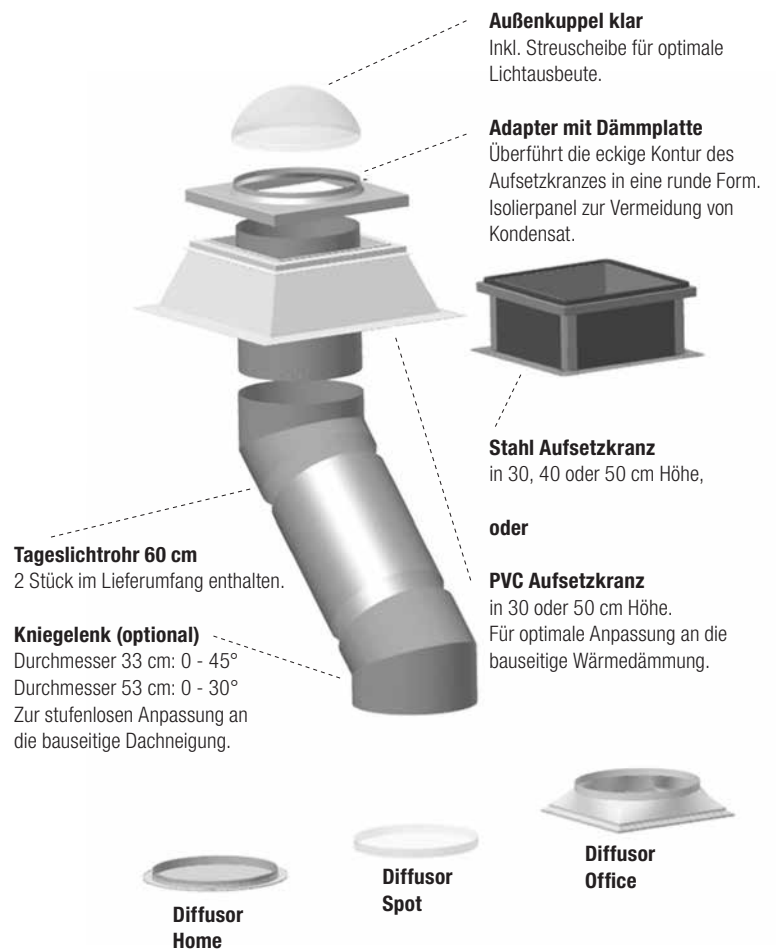 Außenkuppel klar
Inkl. Streuscheibe für optimale
Lichtausbeute.
Adapter mit Dämmplatte
Überführt die eckige Kontur des
Aufsetzkranzes in eine runde Form.
Isolierpanel zur Vermeidung von
Kondensat.
Stahl Aufsetzkranz
in 30, 40 oder 50 cm Höhe,
oder
PVC Aufsetzkranz
in 30 oder 50 cm Höhe.
Für optimale Anpassung an die
bauseitige Wärmedämmung.
Tageslichtrohr 60 cm
2 Stück im Lieferumfang enthalten.
Kniegelenk (optional)
Durchmesser 33 cm: 0 - 45°
Durchmesser 53 cm: 0 - 30°
Zur stufenlosen Anpassung an
die bauseitige Dachneigung.
Diffusor
Home
Diffusor
Spot
Diffusor
Office